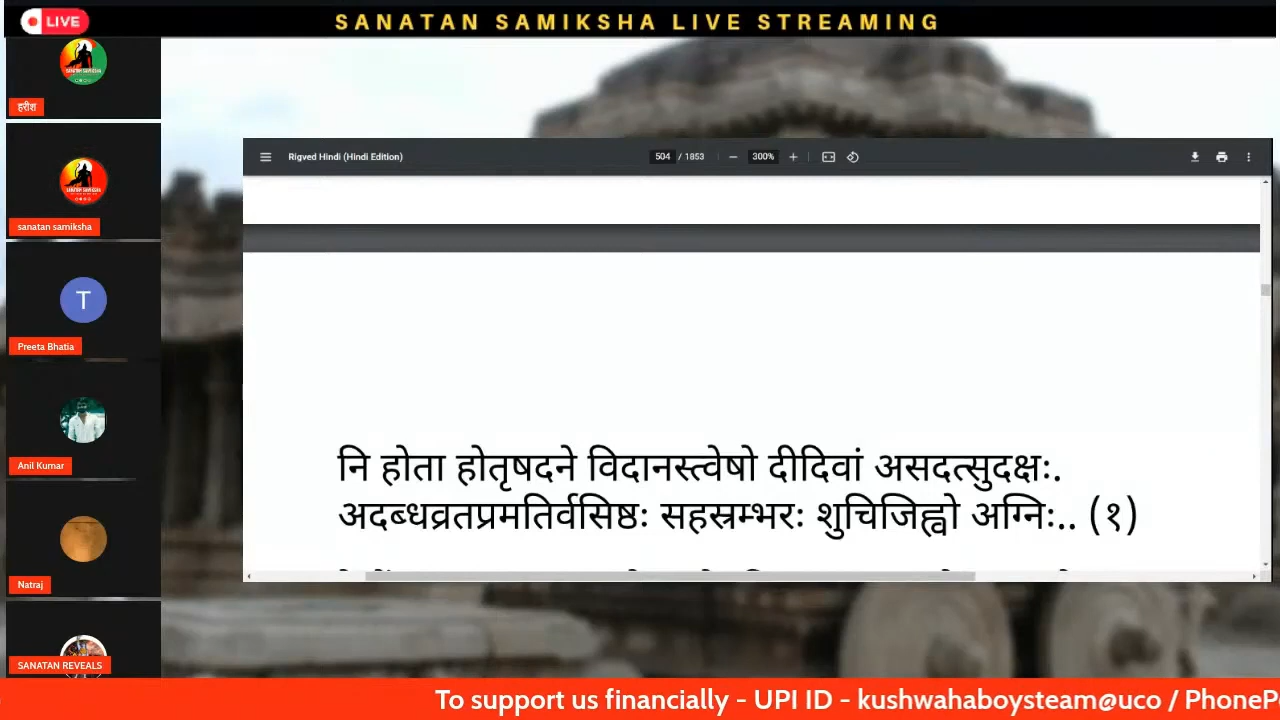 LIVE
SANATAN SAMIKSHA LIVE STREAMING
हरीश
sanatan samiksha
T
Preeta Bhatia
Anil Kumar
Natraj
SANATAN REVEALS
Rigved Hindi (Hindi Edition)
504 / 1853
300%
नि होता होतृषदने विदानस्त्वेषो दीदिवां असदत्सुदक्षः.
अदब्धव्रतप्रमतिर्वसिष्ठः सहस्रम्भरः शुचिजिह्वो अग्निः.. (१)
To support us financially - UPI ID - kushwahaboysteam@uco / PhoneP